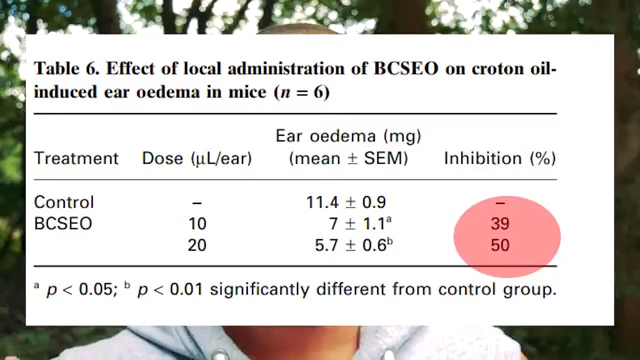 Table 6. Effect of local administration of BCSEO on croton oil-
induced ear oedema in mice (n = 6)
Ear oedema (mg)
Treatment Dose (μL/ear) (mean ± SEM) Inhibition (%)
Control – 11.4 ± 0.9 –
BCSEO 10 7 ± 1.1ᵃ 39
20 5.7 ± 0.6ᵇ 50
ᵃ p < 0.05; ᵇ p < 0.01 significantly different from control group.